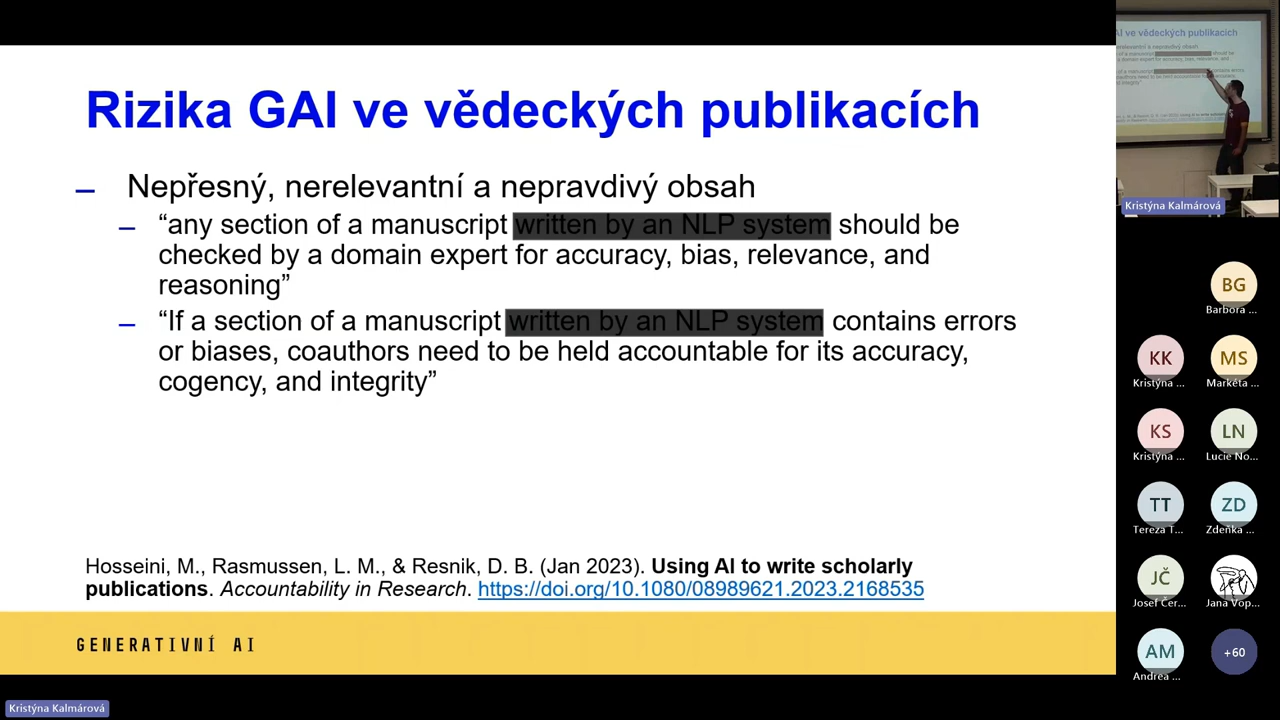 Rizika GAI ve vědeckých publikacích
– Nepřesný, nerelevantní a nepravdivý obsah
– “any section of a manuscript written by an NLP system should be
checked by a domain expert for accuracy, bias, relevance, and
reasoning”
– “If a section of a manuscript written by an NLP system contains errors
or biases, coauthors need to be held accountable for its accuracy,
cogency, and integrity”
Hosseini, M., Rasmussen, L. M., & Resnik, D. B. (Jan 2023). Using AI to write scholarly
publications. Accountability in Research. https://doi.org/10.1080/08989621.2023.2168535
GENERATIVNÍ AI
Kristýna Kalmárová
AI ve vědeckých publikacích
Kristýna Kalmárová
BG
Barbora ...
KK
Kristýna ...
MS
Markéta ...
KS
Kristýna ...
LN
Lucie No...
TT
Tereza T...
ZD
Zdeňka ...
JČ
Josef Čer...
Jana Vop...
AM
Andrea ...
+60